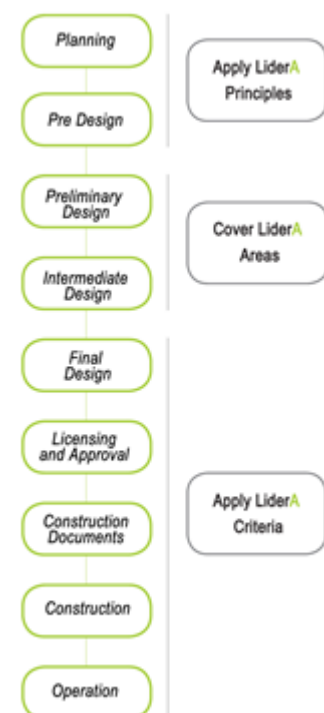 Planning
Apply LiderA
Principles
Pre Design
Preliminary
Design
Cover LiderA
Areas
Intermediate
Design
Final
Design
Licensing
and Approval
Apply LiderA
Criteria
Construction
Documents
Construction
Operation